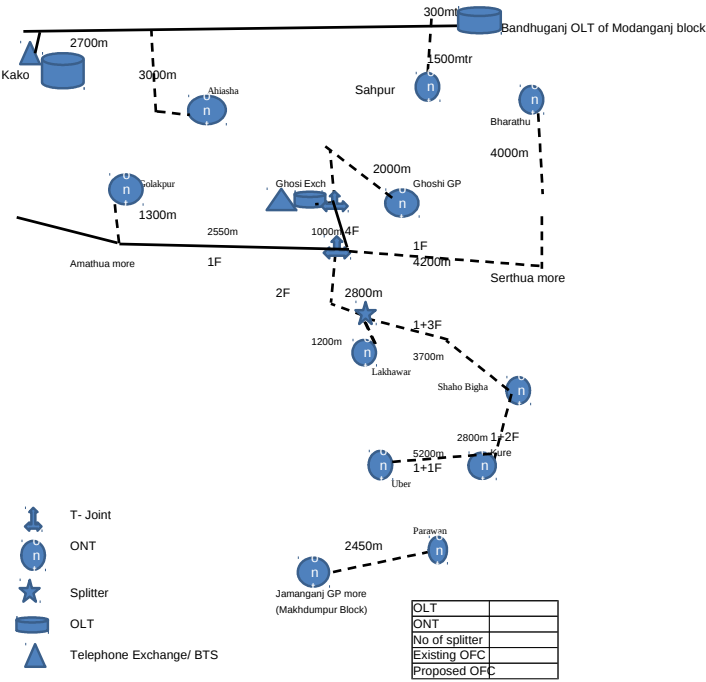 300mt
Bandhuganj OLT of Modanganj block
2700m
Kako
3000m
1500mtr
Ahiasha
Sahpur
Bharathu
4000m
2000m
Golakpur
Ghosi Exch
Ghoshi GP
1300m
2550m
1000m
4F
1F
1F
4200m
Amathua more
Serthua more
2F
2800m
1+3F
1200m
3700m
Lakhawar
Shaho Bigha
2800m
1+2F
5200m
Kure
1+1F
Uber
T- Joint
ONT
Splitter
OLT
Telephone Exchange/ BTS
Parawan
2450m
Jamanganj GP more
(Makhdumpur Block)
OLT
ONT
No of splitter
Existing OFC
Proposed OFC